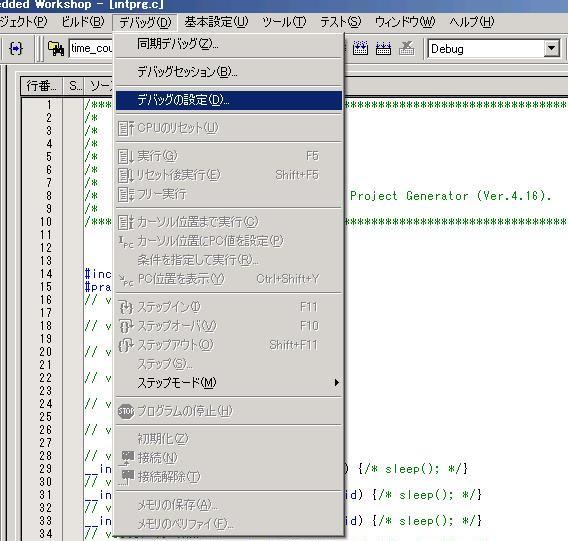 edded Workshop - [intprg.c]
ジェクト(P) ビルド(B) デバッグ(D) 基本設定(U) ツール(T) テスト(S) ウィンドウ(W) ヘルプ(H)
time_cou
Debug
同期デバッグ(Z)...
デバッグセッション(B)...
デバッグの設定(D)...
CPUのリセット(U)
実行(G) F5
リセット後実行(E) Shift+F5
フリー実行
カーソル位置まで実行(C)
カーソル位置にPC値を設定(P)
条件を指定して実行(R)...
PC位置を表示(Y) Ctrl+Shift+Y
ステップイン(I) F11
ステップオーバ(V) F10
ステップアウト(O) Shift+F11
ステップ(S)...
ステップモード(M)
STOP プログラムの停止(H)
初期化(Z)
接続(N)
接続解除(T)
メモリの保存(A)...
メモリのベリファイ(F)...
行番... S... ソー
1 /****
2 /*
3 /*
4 /*
5 /*
6 /*
7 /*
8 /* Project Generator (Ver.4.16).
9 /*
10 /****
11
12
13
14 #inc
15 #pra
16 // v
17
18 // v
19
20 // v
21
22 // v
23
24 // v
25
26 // v
27
28 // v
29 __in ) {/* sleep(); */}
30 // v
31 __in id) {/* sleep(); */}
32 // v
33 __in id) {/* sleep(); */}
34